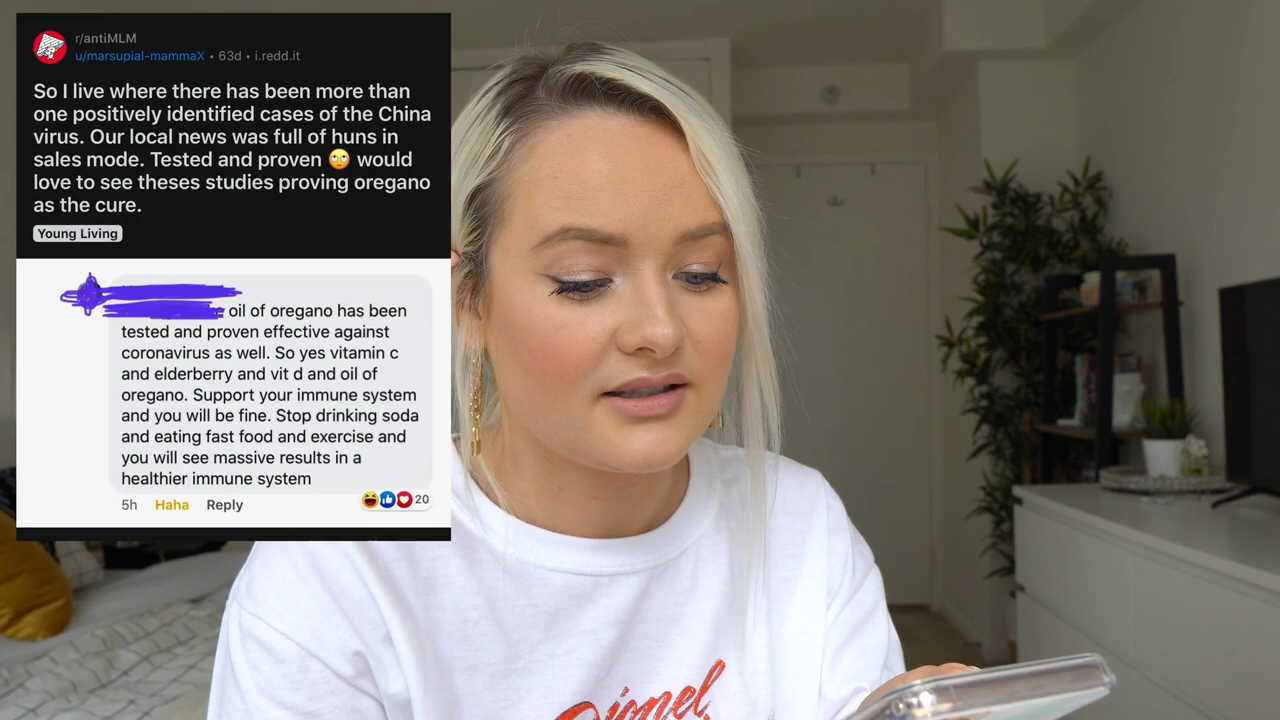 r/antiMLM
u/marsupial-mammaX • 63d • i.redd.it
So I live where there has been more than
one positively identified cases of the China
virus. Our local news was full of huns in
sales mode. Tested and proven 🙄 would
love to see theses studies proving oregano
as the cure.
Young Living
oil of oregano has been
tested and proven effective against
coronavirus as well. So yes vitamin c
and elderberry and vit d and oil of
oregano. Support your immune system
and you will be fine. Stop drinking soda
and eating fast food and exercise and
you will see massive results in a
healthier immune system
5h Haha Reply 20
Lionel